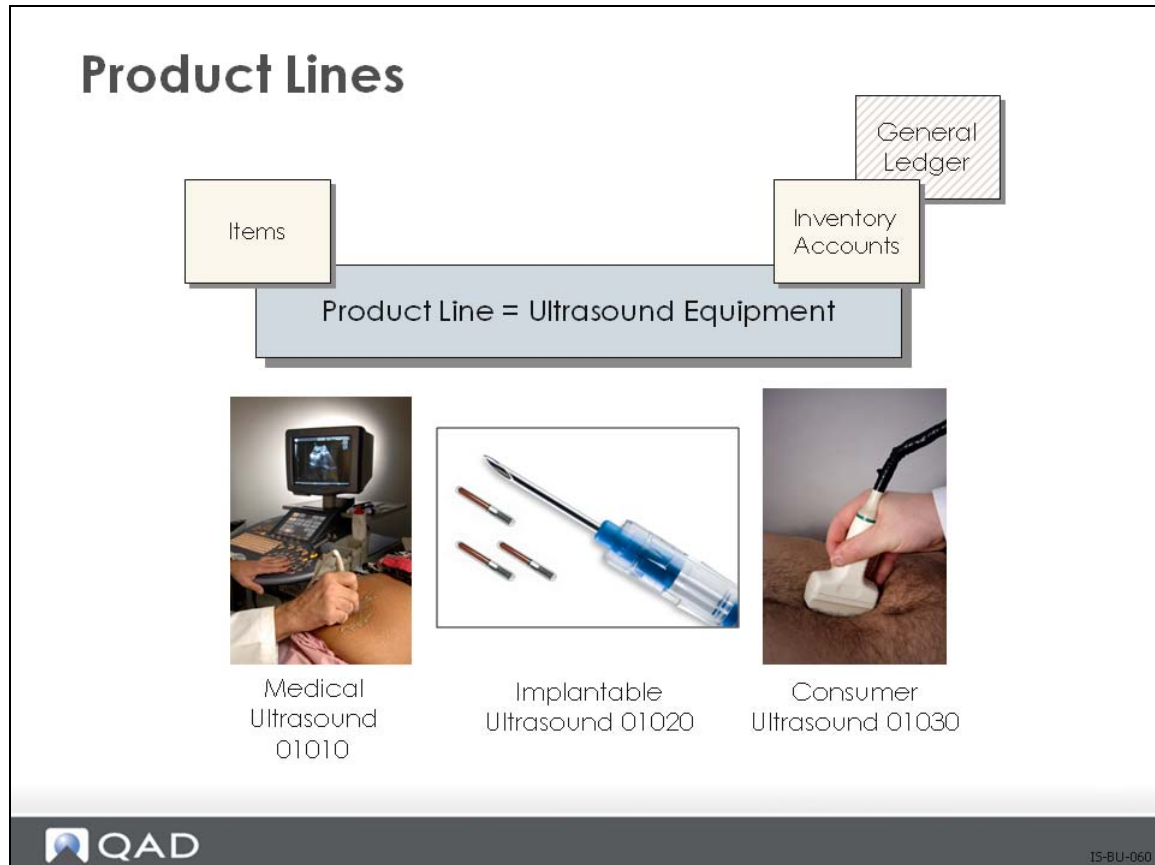 Product Lines
General
Ledger
Items
Inventory
Accounts
Product Line = Ultrasound Equipment
Medical
Ultrasound
01010
Implantable
Ultrasound 01020
Consumer
Ultrasound 01030
QAD
IS-BU-060